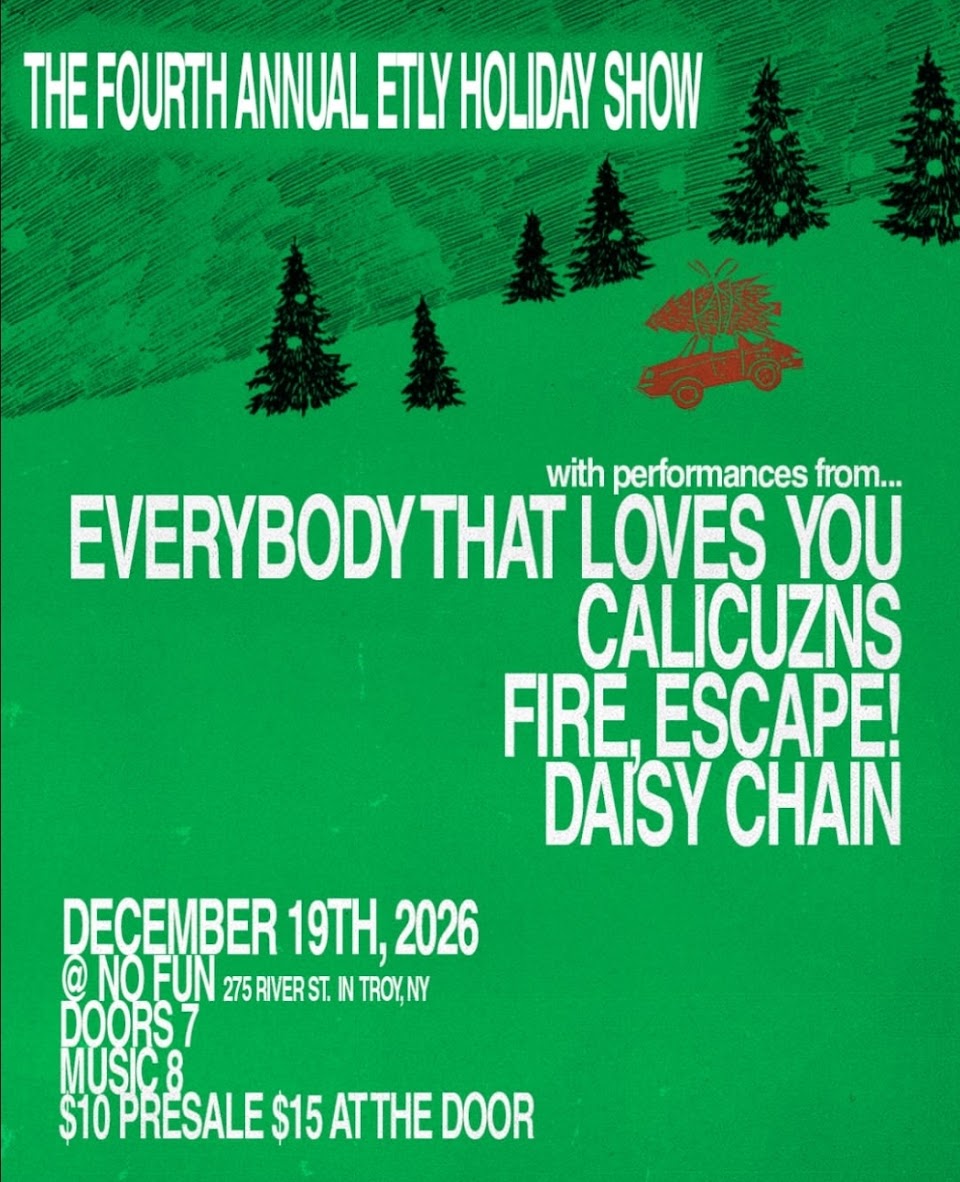 THE FOURTH ANNUAL ETLY HOLIDAY SHOW
with performances from...
EVERYBODY THAT LOVES YOU
CALICUZNS
FIRE, ESCAPE!
DAISY CHAIN
DECEMBER 19TH, 2026
@ NO FUN 275 RIVER ST. IN TROY, NY
DOORS 7
MUSIC 8
$10 PRESALE $15 AT THE DOOR